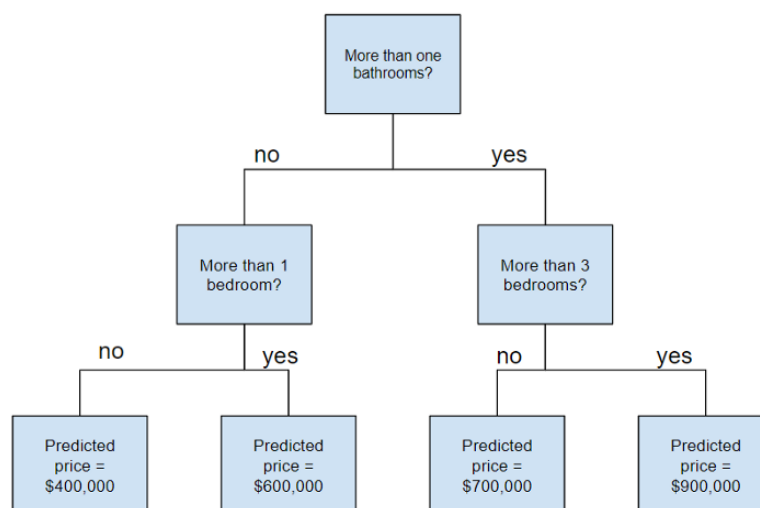 More than one
bathrooms?
no
yes
More than 1
bedroom?
More than 3
bedrooms?
no
yes
no
yes
Predicted
price =
$400,000
Predicted
price =
$600,000
Predicted
price =
$700,000
Predicted
price =
$900,000